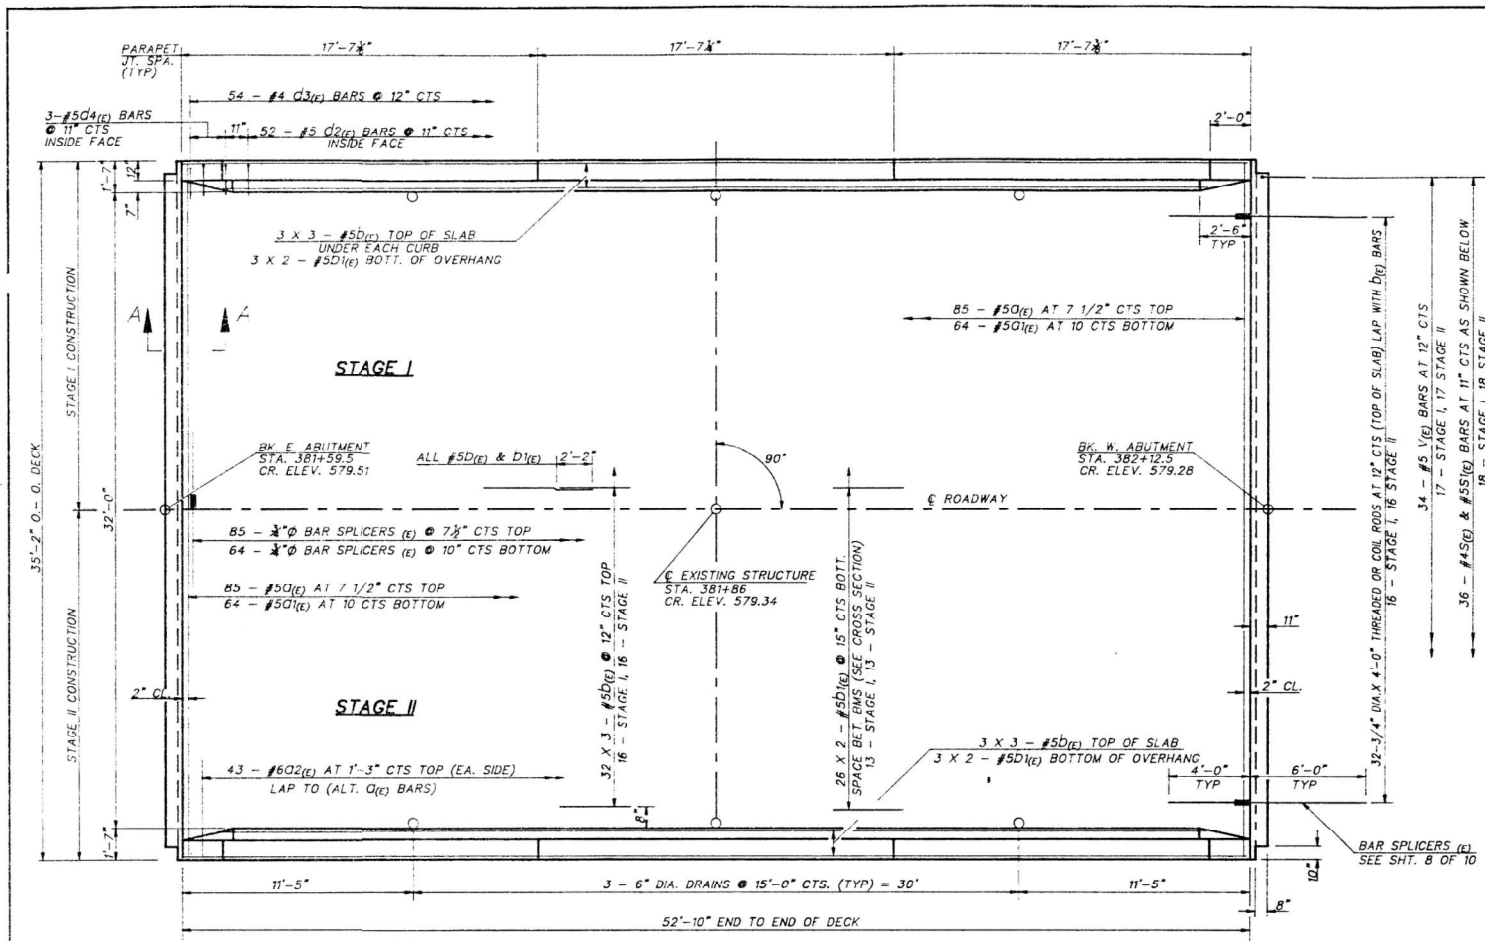 PARAPET
JT. SPA.
(TYP)
17'-7⅜"
17'-7¼"
17'-7⅜"
54 - #4 d3(E) BARS @ 12" CTS
3-#5d4(E) BARS
@ 11" CTS
INSIDE FACE
11"
52 - #5 d2(E) BARS @ 11" CTS
INSIDE FACE
2'-0"
1'-7"
12"
7"
3 X 3 - #5b(E) TOP OF SLAB
UNDER EACH CURB
3 X 2 - #5b1(E) BOTT. OF OVERHANG
2'-6"
TYP
A
A
85 - #5a(E) AT 7 1/2" CTS TOP
64 - #5a1(E) AT 10 CTS BOTTOM
STAGE I
STAGE I CONSTRUCTION
35'-2" O.-O. DECK
32'-0"
STAGE II CONSTRUCTION
BK. E. ABUTMENT
STA. 381+59.5
CR. ELEV. 579.51
ALL #5b(E) & b1(E)
2'-2"
90°
BK. W. ABUTMENT
STA. 382+12.5
CR. ELEV. 579.28
℄ ROADWAY
85 - ¾"Ø BAR SPLICERS (E) @ 7½" CTS TOP
64 - ¾"Ø BAR SPLICERS (E) @ 10" CTS BOTTOM
℄ EXISTING STRUCTURE
STA. 381+86
CR. ELEV. 579.34
85 - #5a(E) AT 7 1/2" CTS TOP
64 - #5a1(E) AT 10 CTS BOTTOM
32 X 3 - #5b(E) @ 12" CTS TOP
16 - STAGE I, 16 - STAGE II
26 X 2 - #5b1(E) @ 15" CTS BOTT.
SPACE BET. BMS (SEE CROSS SECTION)
13 - STAGE I, 13 - STAGE II
32-3/4" DIA.X 4'-0" THREADED OR COIL RODS AT 12" CTS (TOP OF SLAB) LAP WITH b(E) BARS
16 - STAGE I, 16 STAGE II
34 - #5 V(E) BARS AT 12" CTS
17 - STAGE I, 17 STAGE II
36 - #4S(E) & #5S1(E) BARS AT 11" CTS AS SHOWN BELOW
18 - STAGE I, 18 STAGE II
11"
2" CL.
2" CL.
STAGE II
3 X 3 - #5b(E) TOP OF SLAB
3 X 2 - #5b1(E) BOTTOM OF OVERHANG
43 - #6a2(E) AT 1'-3" CTS TOP (EA. SIDE)
LAP TO (ALT. a(E) BARS)
4'-0"
TYP
6'-0"
TYP
8"
1'-7"
BAR SPLICERS (E)
SEE SHT. 8 OF 10
10"
11'-5"
3 - 6" DIA. DRAINS @ 15'-0" CTS. (TYP) = 30'
11'-5"
8"
52'-10" END TO END OF DECK